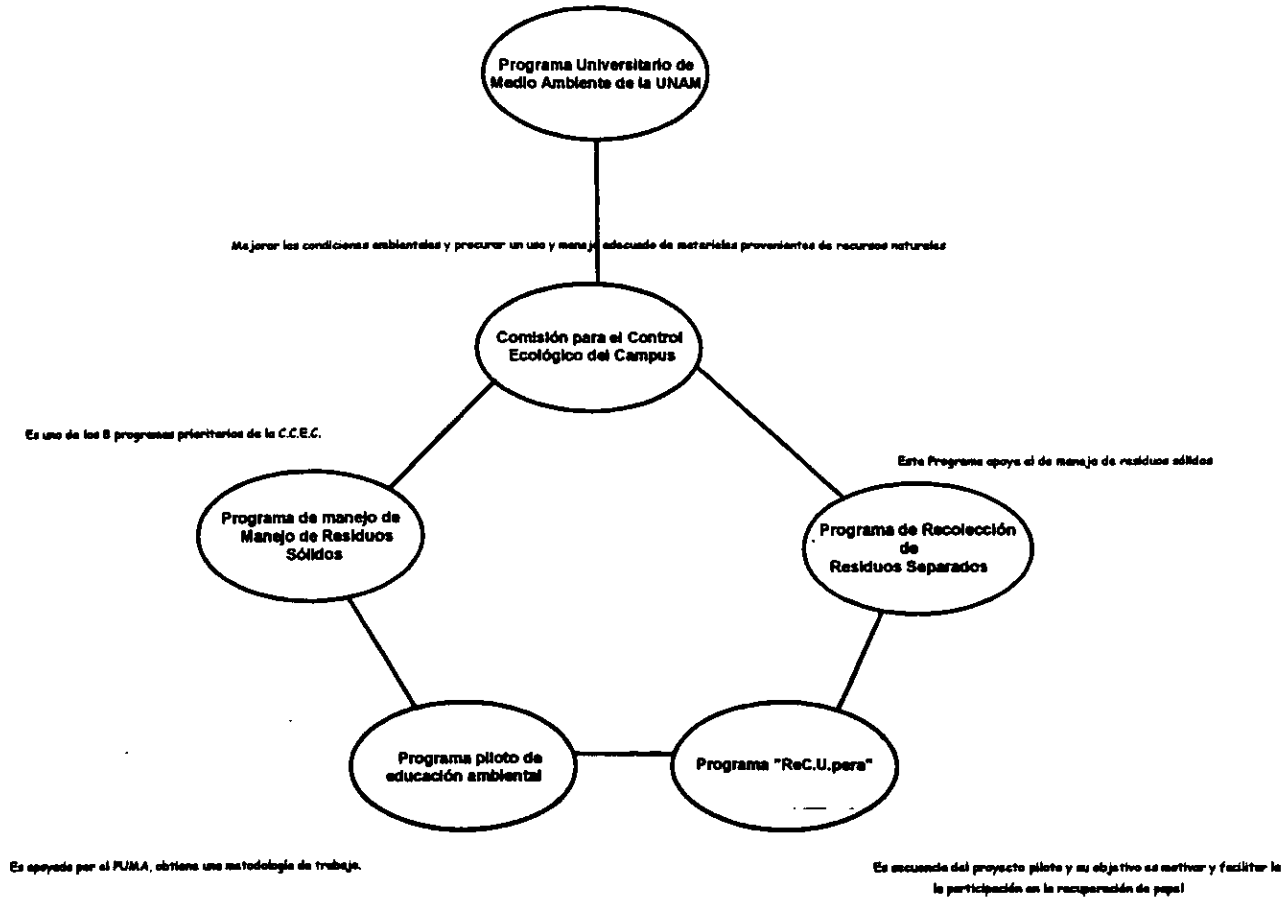 Programa Universitario de
Medio Ambiente de la UNAM
Mejorar las condiciones ambientales y procurar un uso y manejo adecuado de materiales provenientes de recursos naturales
Comisión para el Control
Ecológico del Campus
Es uno de los 8 programas prioritarios de la C.C.E.C.
Este Programa apoya el de manejo de residuos sólidos
Programa de manejo de
Manejo de Residuos
Sólidos
Programa de Recolección
de
Residuos Separados
Programa piloto de
educación ambiental
Programa "ReC.U.pera"
Es apoyado por el PUMA, obtiene una metodología de trabajo.
Es secuencia del proyecto piloto y su objetivo es motivar y facilitar la
la participación en la recuperación de papel